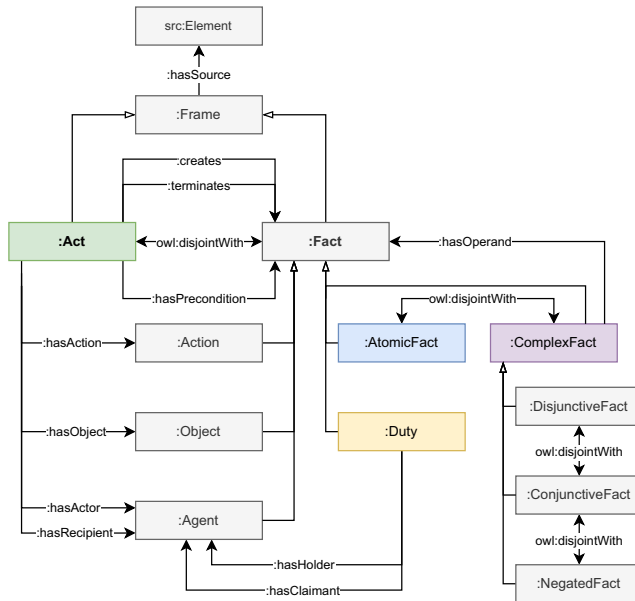 src:Element
:hasSource
:Frame
:creates
:terminates
:Act
owl:disjointWith
:Fact
:hasOperand
:hasPrecondition
owl:disjointWith
:hasAction
:Action
:AtomicFact
:ComplexFact
:DisjunctiveFact
:hasObject
:Object
:Duty
owl:disjointWith
:ConjunctiveFact
:hasActor
:Agent
:hasRecipient
owl:disjointWith
:hasHolder
:NegatedFact
:hasClaimant